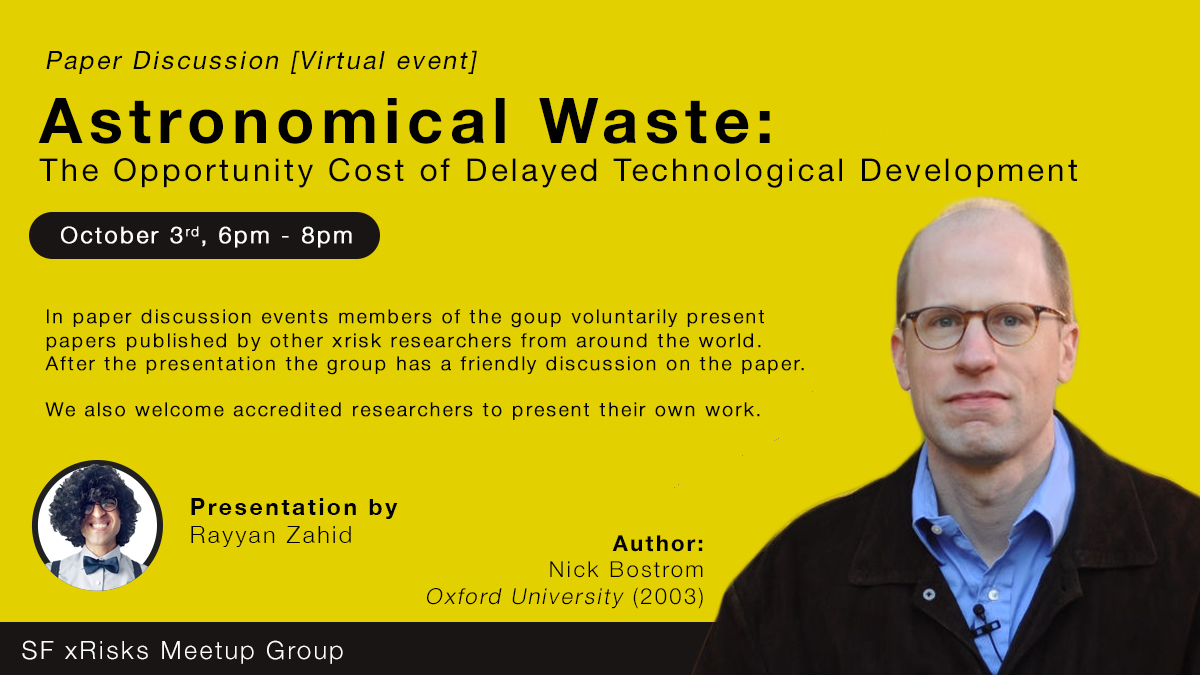 Paper Discussion [Virtual event]
Astronomical Waste:
The Opportunity Cost of Delayed Technological Development
October 3rd, 6pm - 8pm
In paper discussion events members of the goup voluntarily present
papers published by other xrisk researchers from around the world.
After the presentation the group has a friendly discussion on the paper.
We also welcome accredited researchers to present their own work.
Presentation by
Rayyan Zahid
Author:
Nick Bostrom
Oxford University (2003)
SF xRisks Meetup Group